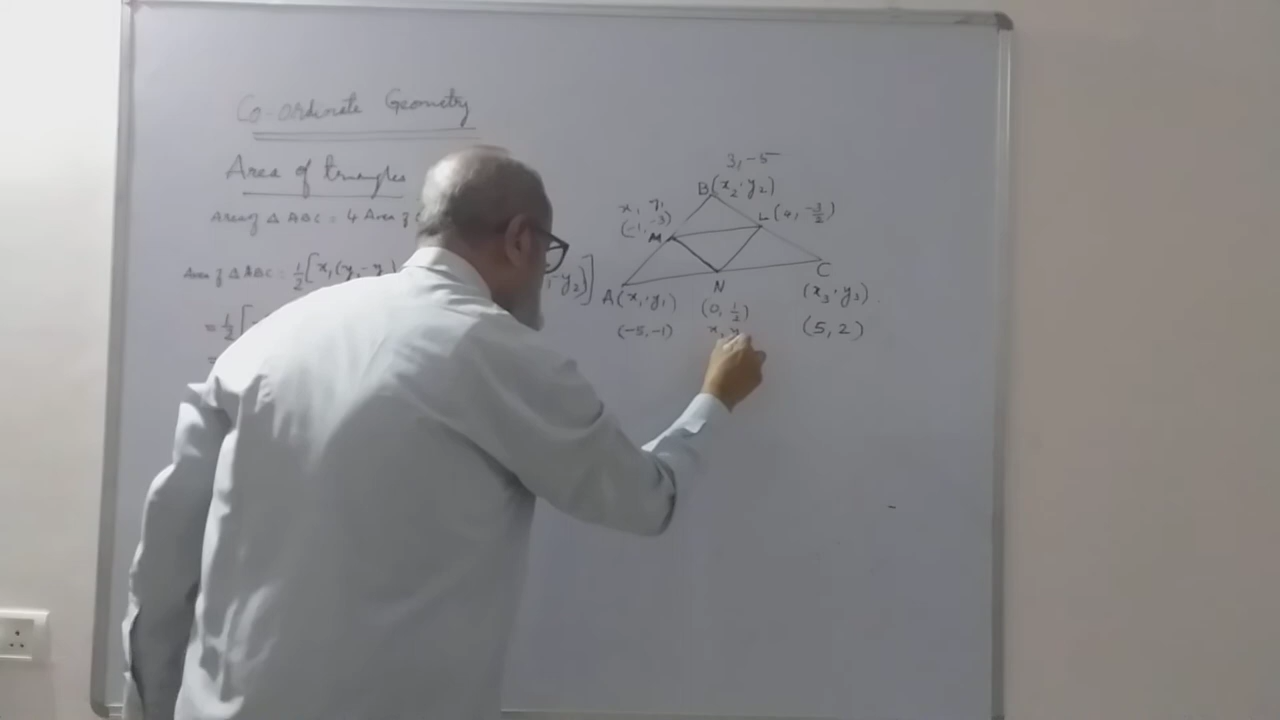 Co-ordinate Geometry
Area of triangles
Area of △ ABC = 4 Area of
Area of △ ABC = 1/2 [x1(y
-y2)]
= 1/2 [
=
3, -5
B(x2, y2)
x, y,
(-1, -3)
M
L(4, -3/2)
C
N
A(x1, y1)
(0, 1/2)
(x3, y3)
(-5, -1)
x, y
(5, 2)